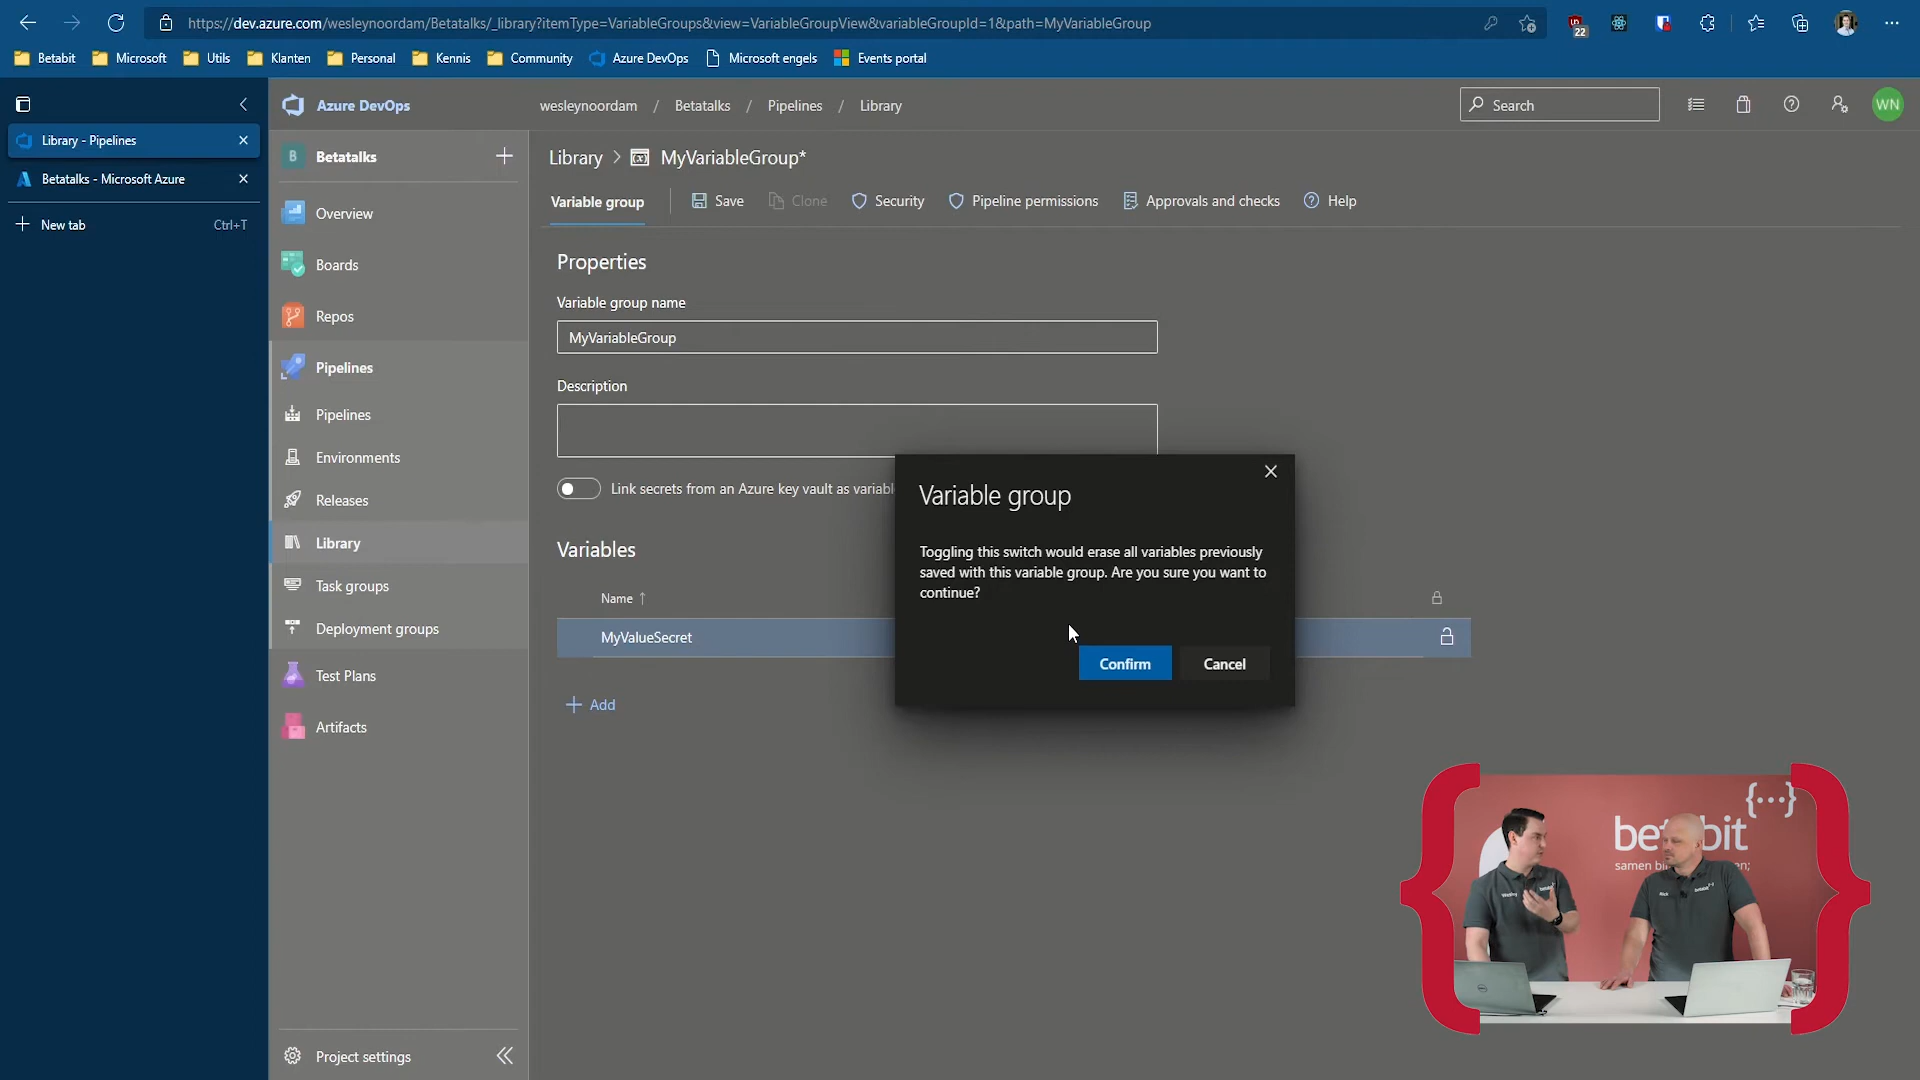 https://dev.azure.com/wesleynoordam/Betatalks/_library?itemType=VariableGroups&view=VariableGroupView&variableGroupId=1&path=MyVariableGroup
22
Betabit
Microsoft
Utils
Klanten
Personal
Kennis
Community
Azure DevOps
Microsoft engels
Events portal
Library - Pipelines
Betatalks - Microsoft Azure
New tab
Ctrl+T
Azure DevOps
wesleynoordam / Betatalks / Pipelines / Library
Search
WN
B
Betatalks
Overview
Boards
Repos
Pipelines
Pipelines
Environments
Releases
Library
Task groups
Deployment groups
Test Plans
Artifacts
Project settings
Library > MyVariableGroup*
Variable group
Save
Clone
Security
Pipeline permissions
Approvals and checks
Help
Properties
Variable group name
MyVariableGroup
Description
Link secrets from an Azure key vault as
Variables
Name ↑
MyValueSecret
+ Add
Variable group
Toggling this switch would erase all variables previously
saved with this variable group. Are you sure you want to
continue?
Confirm
Cancel
{...}
samen